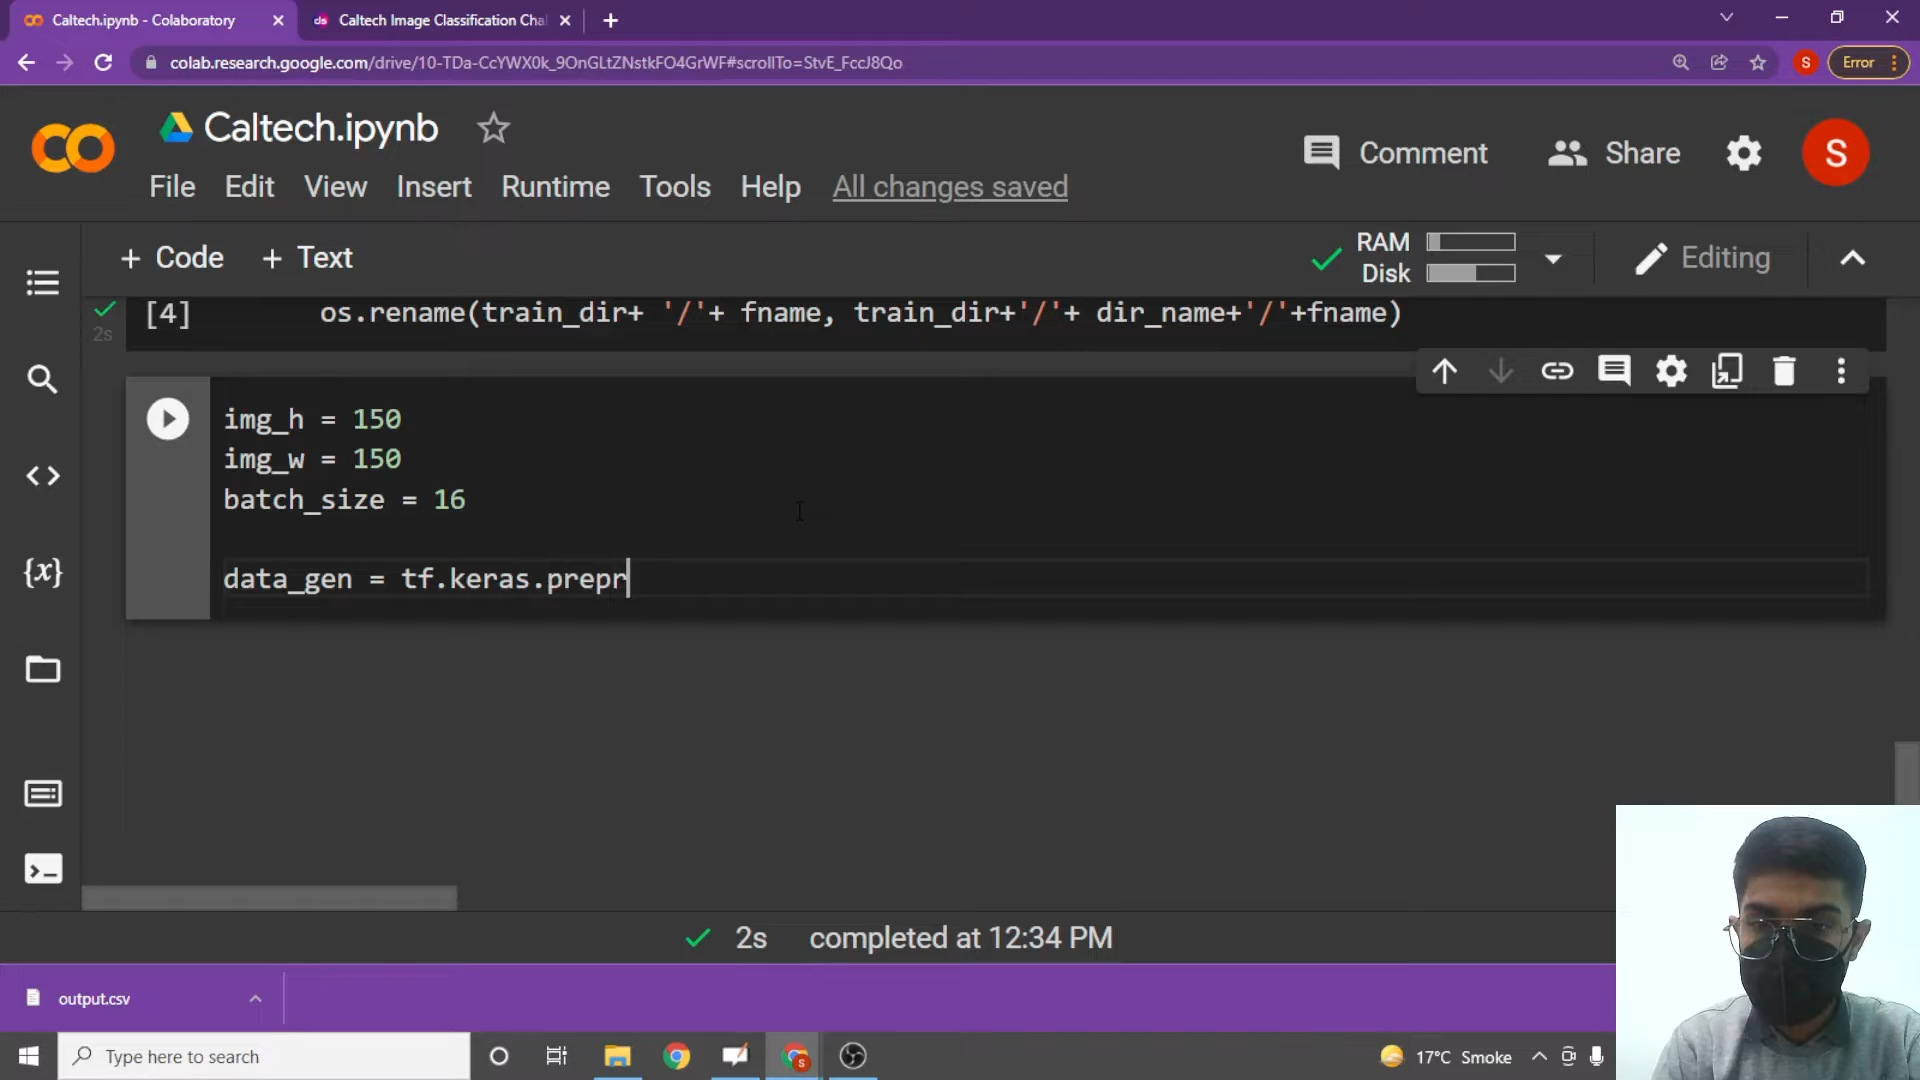 Caltech.ipynb - Colaboratory
ds
Caltech Image Classification Cha
colab.research.google.com/drive/10-TDa-CcYWX0k_9OnGLtZNstkFO4GrWF#scrollTo=StvE_FccJ8Qo
S
Error
Caltech.ipynb
Comment
Share
S
File Edit View Insert Runtime Tools Help All changes saved
+ Code + Text
RAM
Disk
Editing
[4] os.rename(train_dir+ '/'+ fname, train_dir+'/'+ dir_name+'/'+fname)
2s
img_h = 150
img_w = 150
batch_size = 16
data_gen = tf.keras.prepr
{x}
2s completed at 12:34 PM
output.csv
Type here to search
S
17°C Smoke